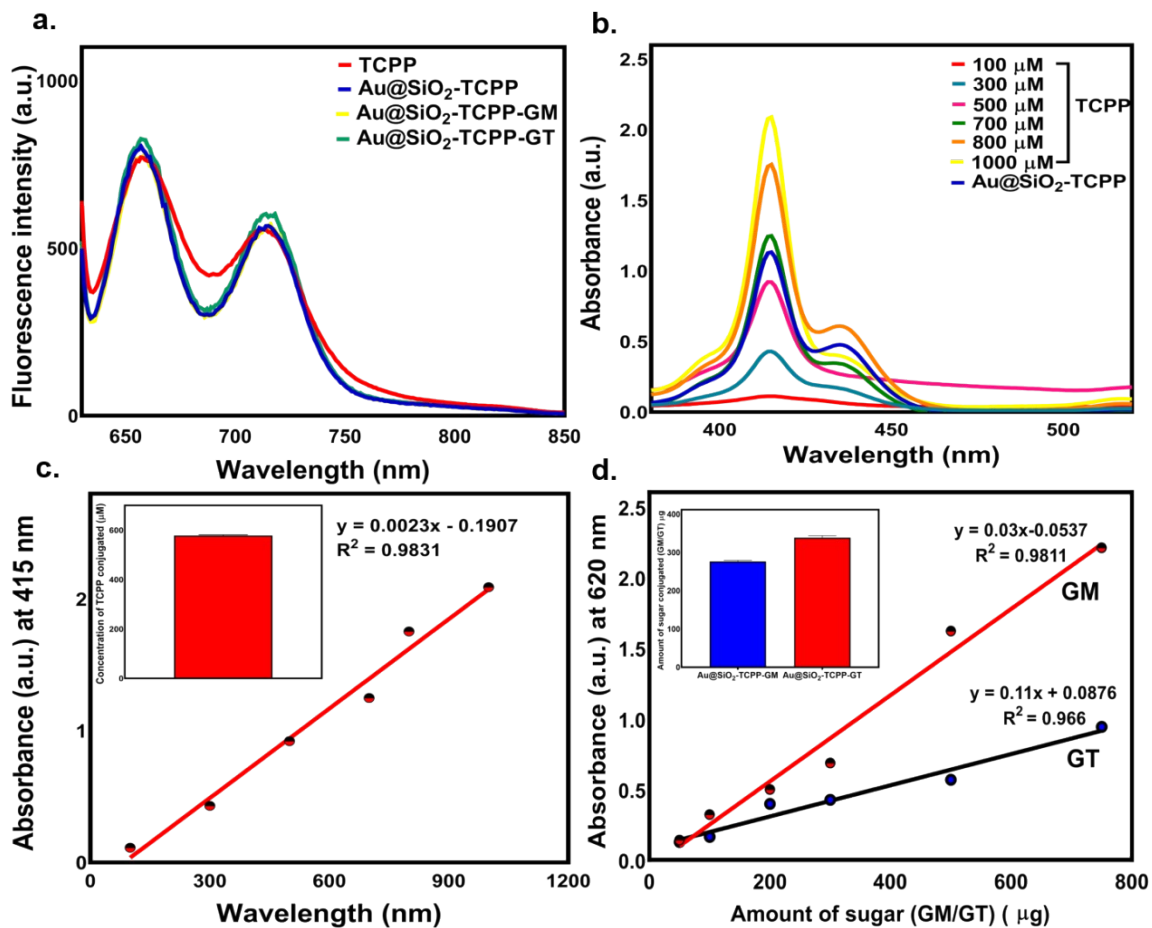 a.
Fluorescence intensity (a.u.)
1000
500
0
TCPP
Au@SiO₂-TCPP
Au@SiO₂-TCPP-GM
Au@SiO₂-TCPP-GT
650 700 750 800 850
Wavelength (nm)
b.
Absorbance (a.u.)
2.5
2.0
1.5
1.0
0.5
0.0
100 μM
300 μM
500 μM
700 μM
800 μM
1000 μM
TCPP
Au@SiO₂-TCPP
400 450 500
Wavelength (nm)
c.
Absorbance (a.u.) at 415 nm
2
1
0
Concentration of TCPP conjugated (μM)
600
400
200
0
y = 0.0023x - 0.1907
R² = 0.9831
0 300 600 900 1200
Wavelength (nm)
d.
Absorbance (a.u.) at 620 nm
2.5
2.0
1.5
1.0
0.5
0.0
Amount of sugar conjugated (GM/GT) μg
400
300
200
100
0
Au@SiO₂-TCPP-GM Au@SiO₂-TCPP-GT
y = 0.03x-0.0537
R² = 0.9811
GM
y = 0.11x + 0.0876
R² = 0.966
GT
0 200 400 600 800
Amount of sugar (GM/GT) ( μg)